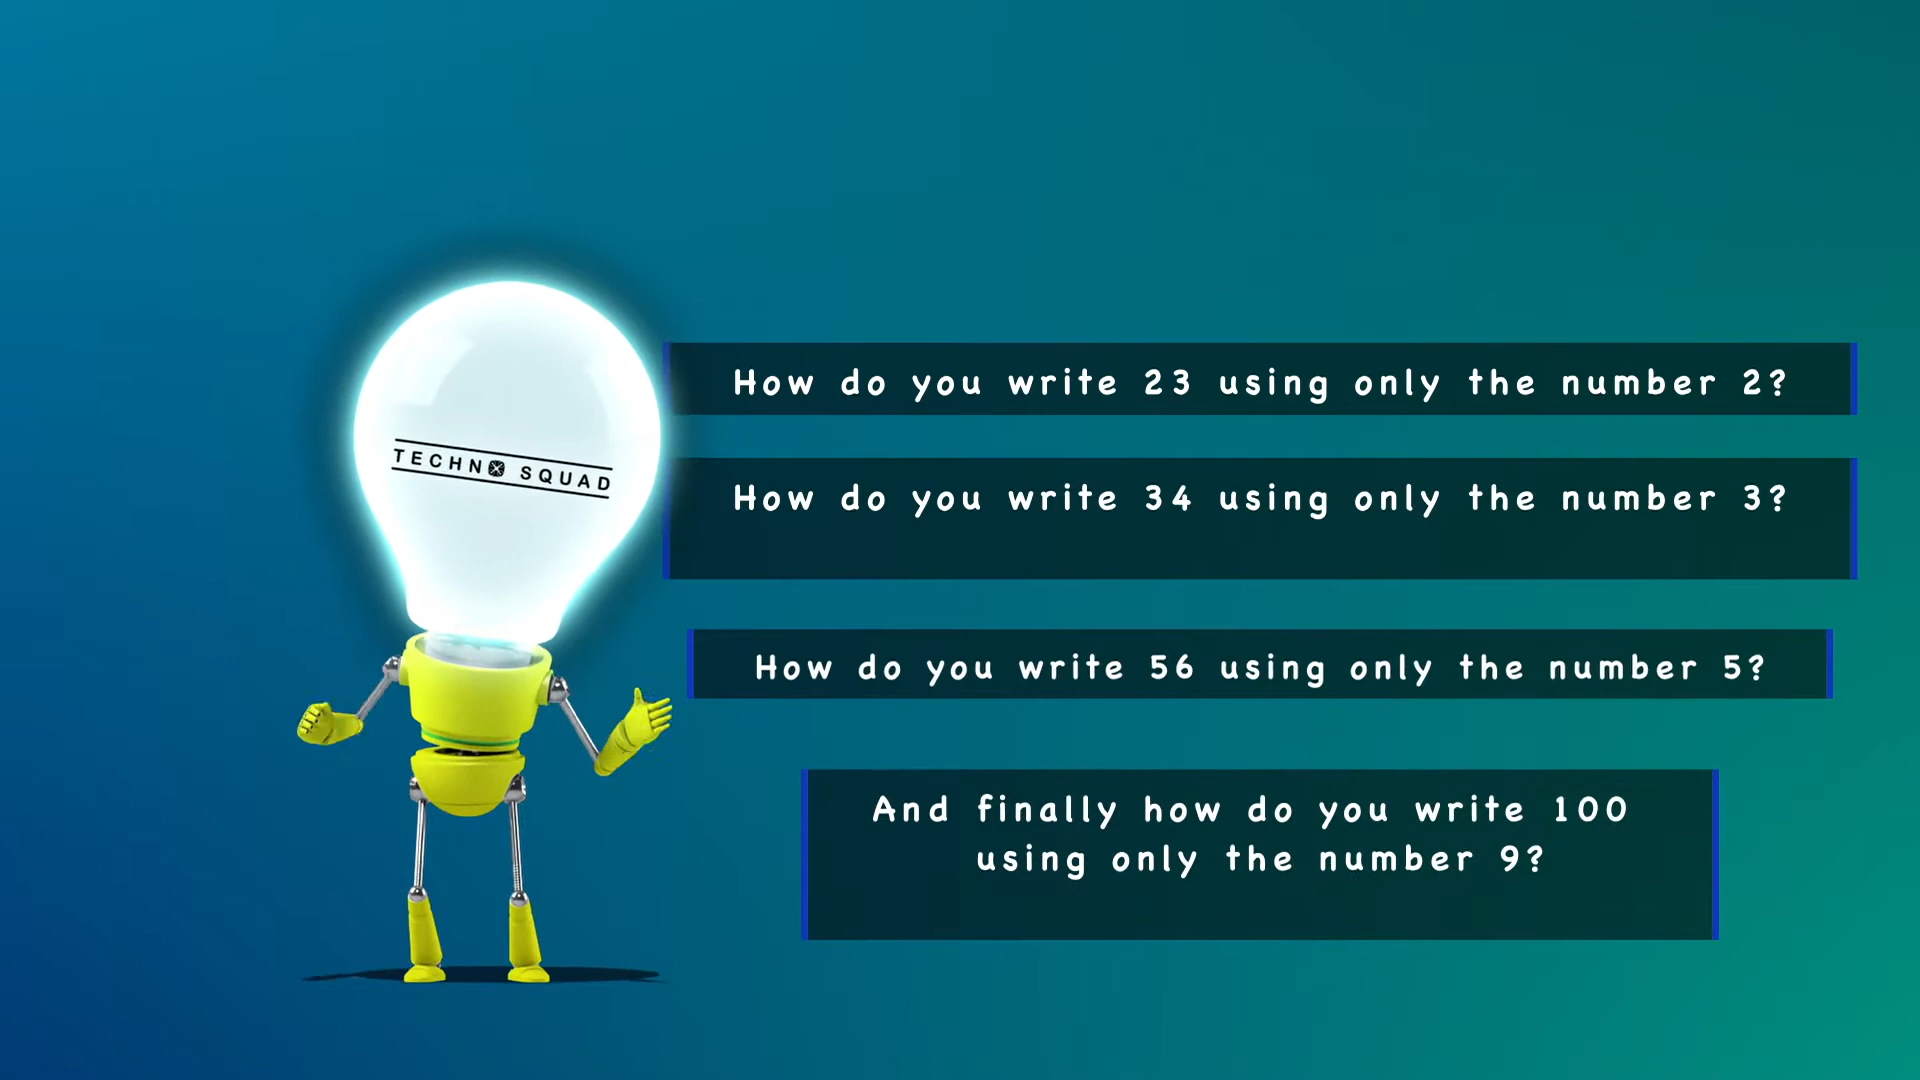 TECHNO SQUAD
How do you write 23 using only the number 2?
How do you write 34 using only the number 3?
How do you write 56 using only the number 5?
And finally how do you write 100
using only the number 9?